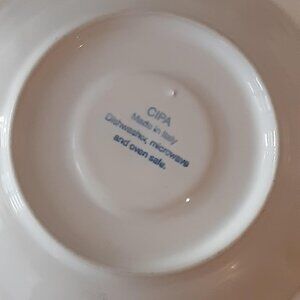 CIPA
Made in Italy
Dishwasher, microwave
and oven safe.